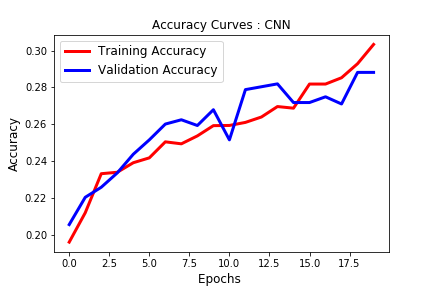 Accuracy Curves : CNN
Training Accuracy
Validation Accuracy
Accuracy
0.30
0.28
0.26
0.24
0.22
0.20
0.0 2.5 5.0 7.5 10.0 12.5 15.0 17.5
Epochs